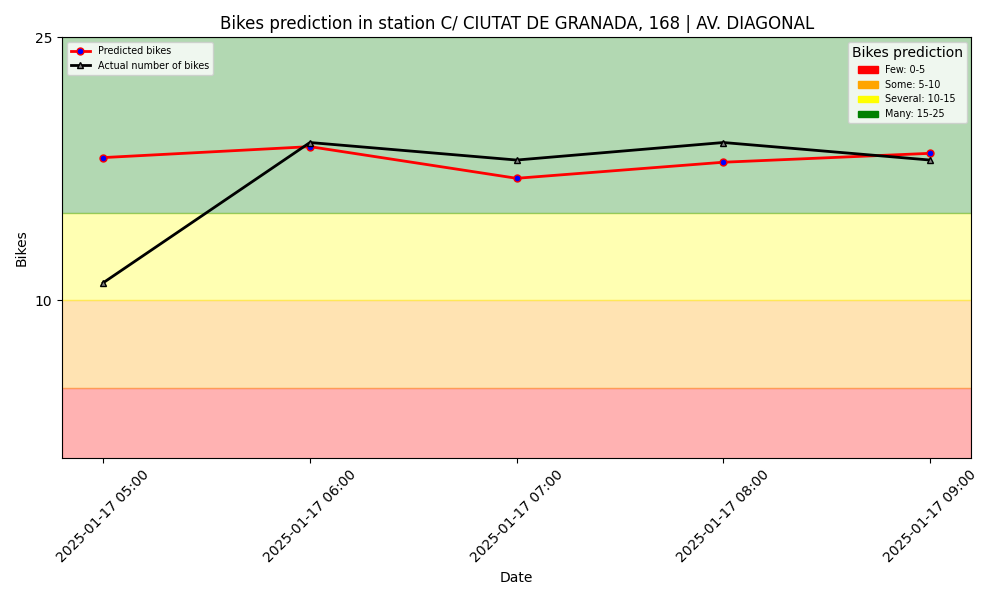 Bikes prediction in station C/ CIUTAT DE GRANADA, 168 | AV. DIAGONAL
25
Predicted bikes
Actual number of bikes
Bikes prediction
Few: 0-5
Some: 5-10
Several: 10-15
Many: 15-25
Bikes
10
2025-01-17 05:00
2025-01-17 06:00
2025-01-17 07:00
2025-01-17 08:00
2025-01-17 09:00
Date